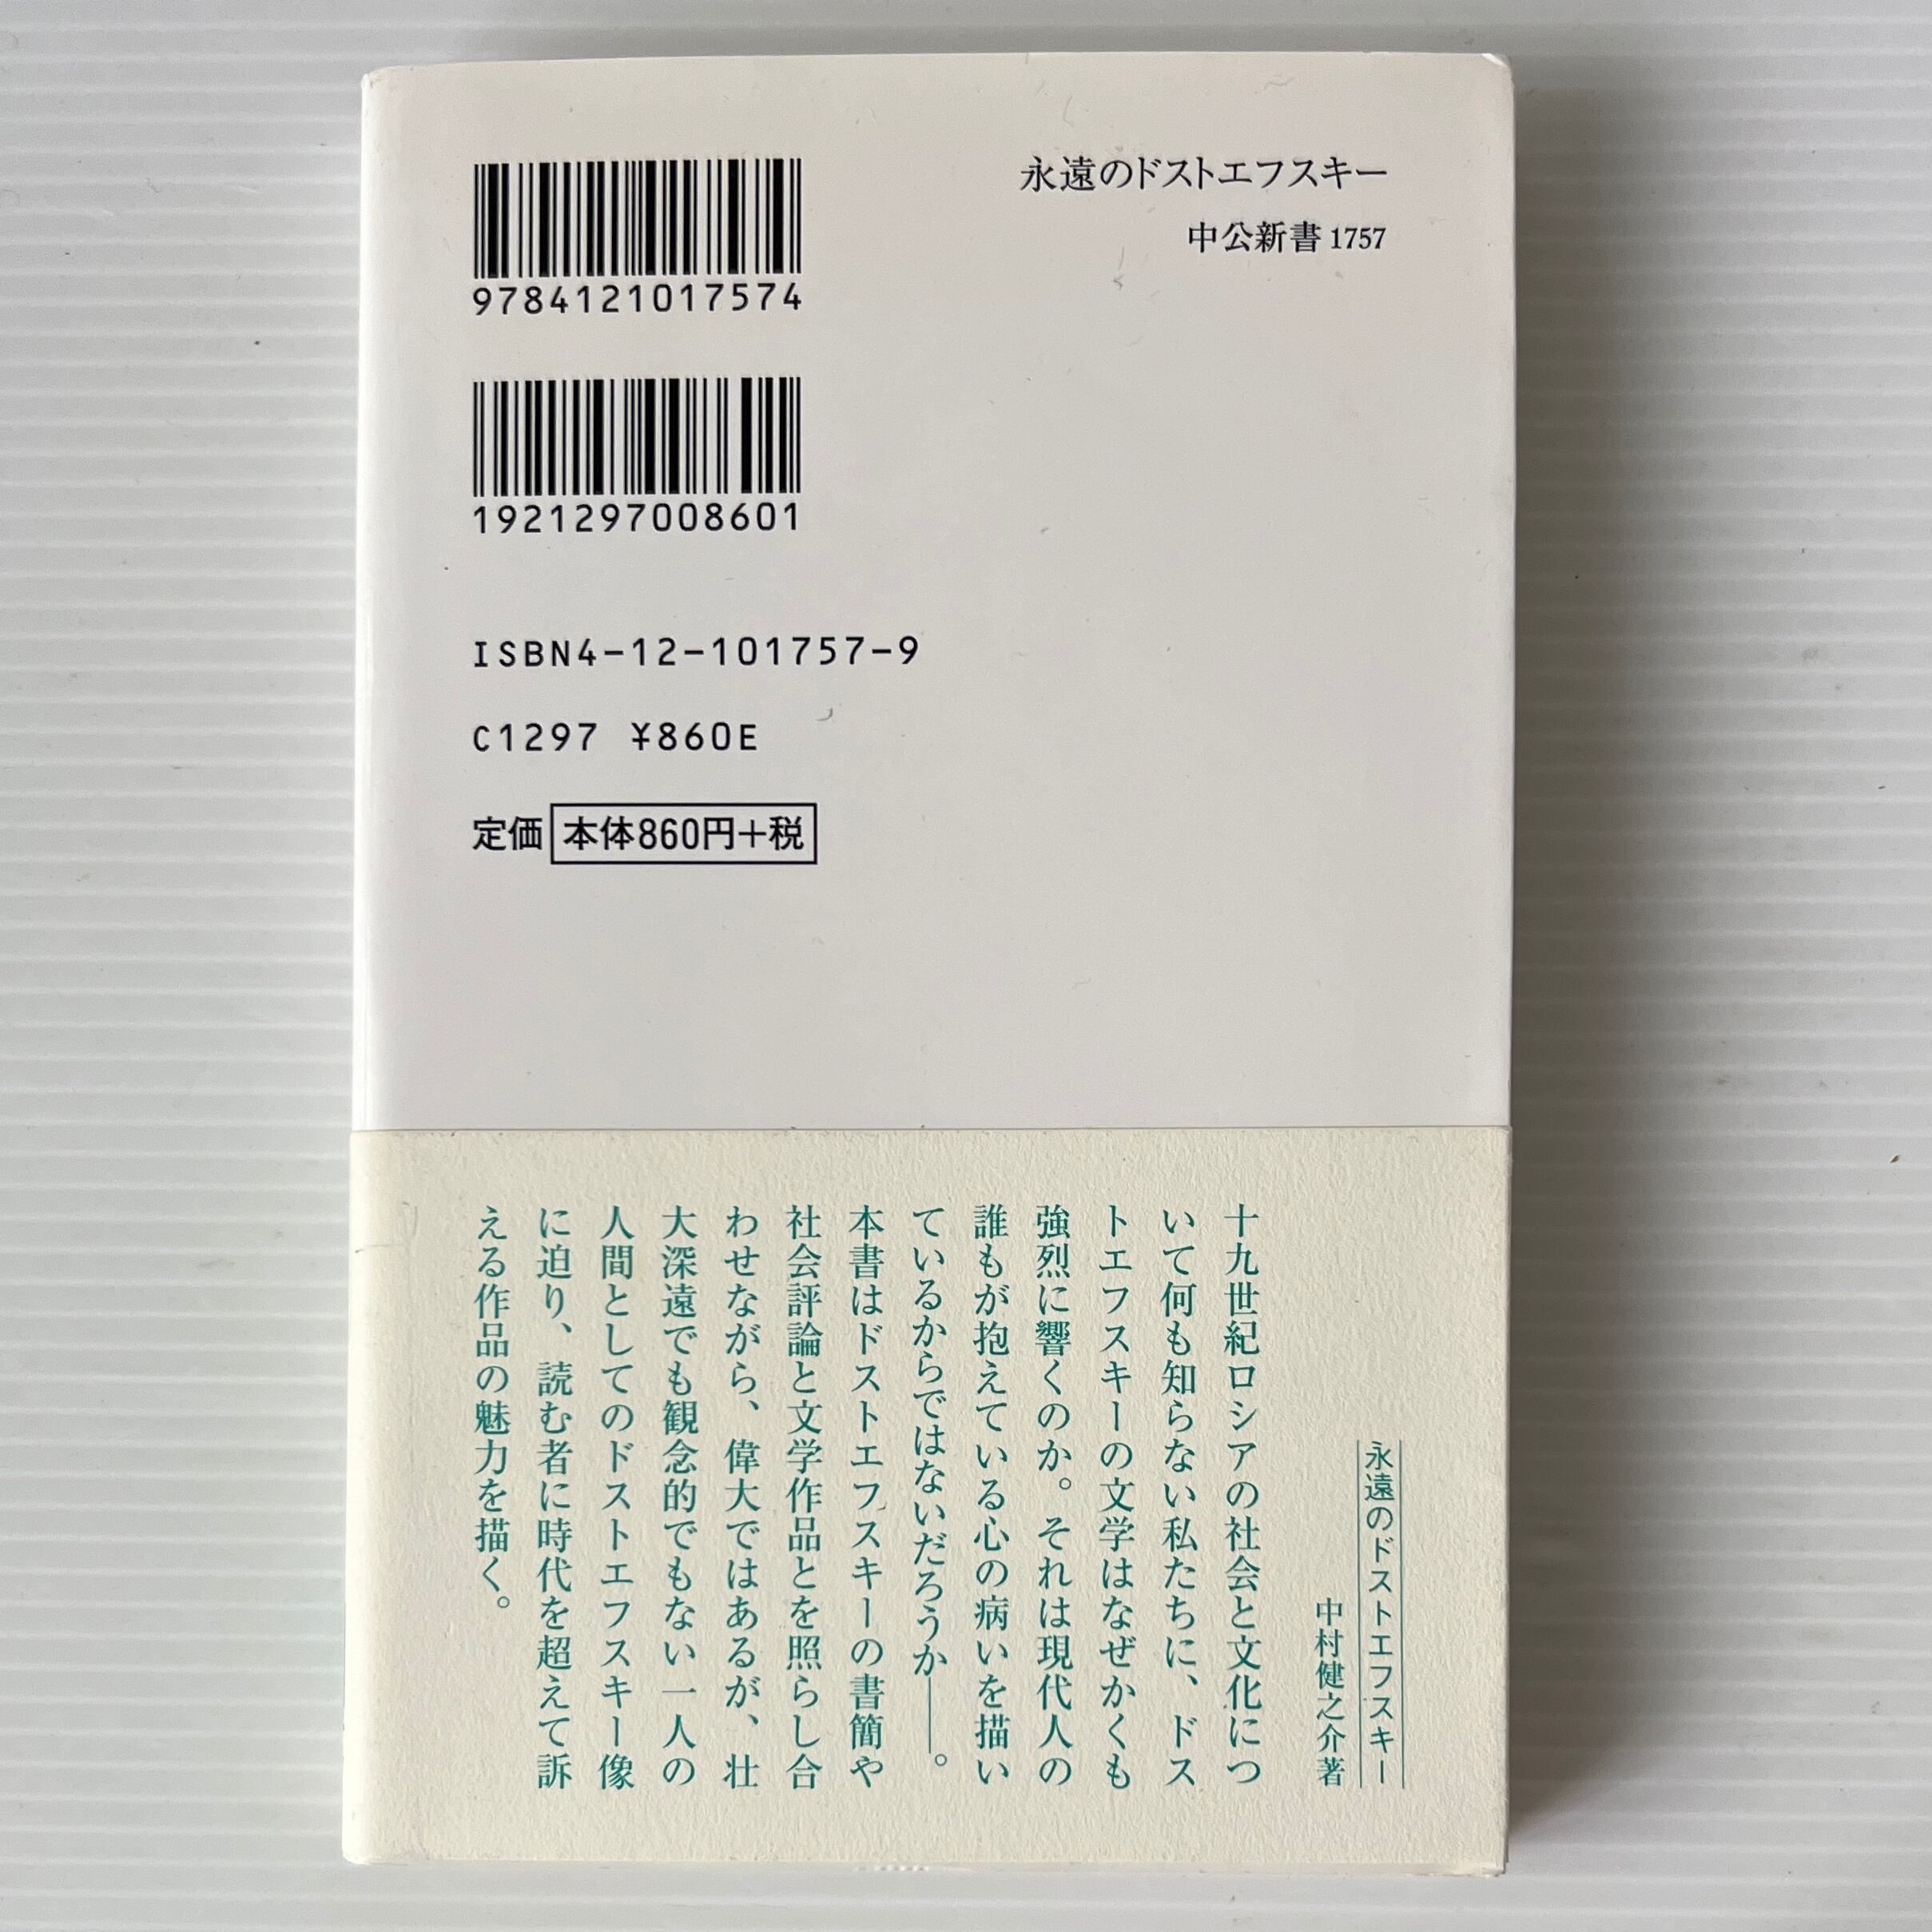 永遠のドストエフスキー
中公新書 1757
9784121017574
1921297008601
ISBN4-12-101757-9
C1297 ¥860E
定価 本体860円+税
永遠のドストエフスキー
中村健之介著
十九世紀ロシアの社会と文化につ
いて何も知らない私たちに、ドス
トエフスキーの文学はなぜかくも
強烈に響くのか。それは現代人の
誰もが抱えている心の病いを描い
ているからではないだろうか――。
本書はドストエフスキーの書簡や
社会評論と文学作品とを照らし合
わせながら、偉大ではあるが、壮
大深遠でも観念的でもない一人の
人間としてのドストエフスキー像
に迫り、読む者に時代を超えて訴
える作品の魅力を描く。